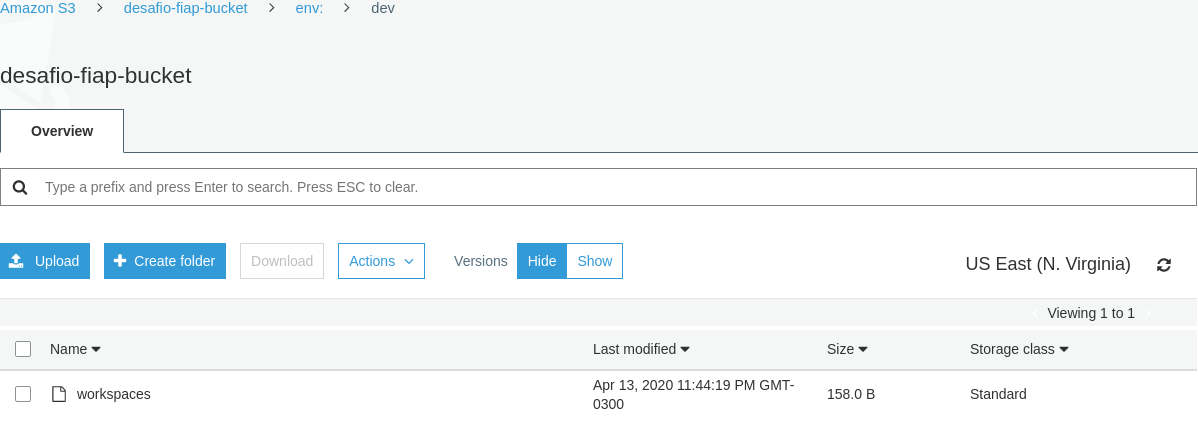 Amazon S3 > desafio-fiap-bucket > env: > dev
desafio-fiap-bucket
Overview
Type a prefix and press Enter to search. Press ESC to clear.
Upload Create folder Download Actions Versions Hide Show US East (N. Virginia)
Viewing 1 to 1
Name Last modified Size Storage class
workspaces Apr 13, 2020 11:44:19 PM GMT-0300 158.0 B Standard